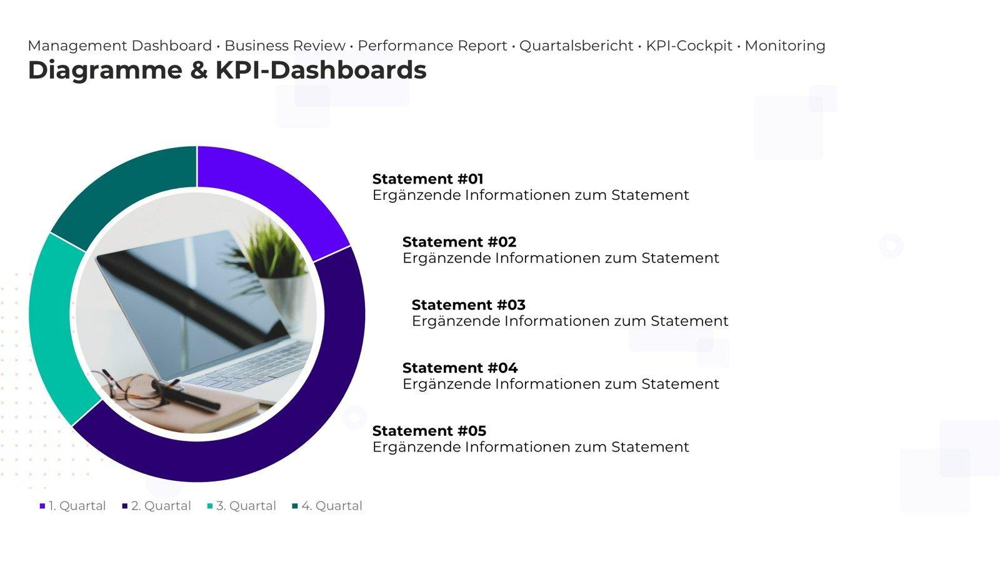 Management Dashboard • Business Review • Performance Report • Quartalsbericht • KPI-Cockpit • Monitoring
Diagramme & KPI-Dashboards
Statement #01
Ergänzende Informationen zum Statement
Statement #02
Ergänzende Informationen zum Statement
Statement #03
Ergänzende Informationen zum Statement
Statement #04
Ergänzende Informationen zum Statement
Statement #05
Ergänzende Informationen zum Statement
1. Quartal 2. Quartal 3. Quartal 4. Quartal